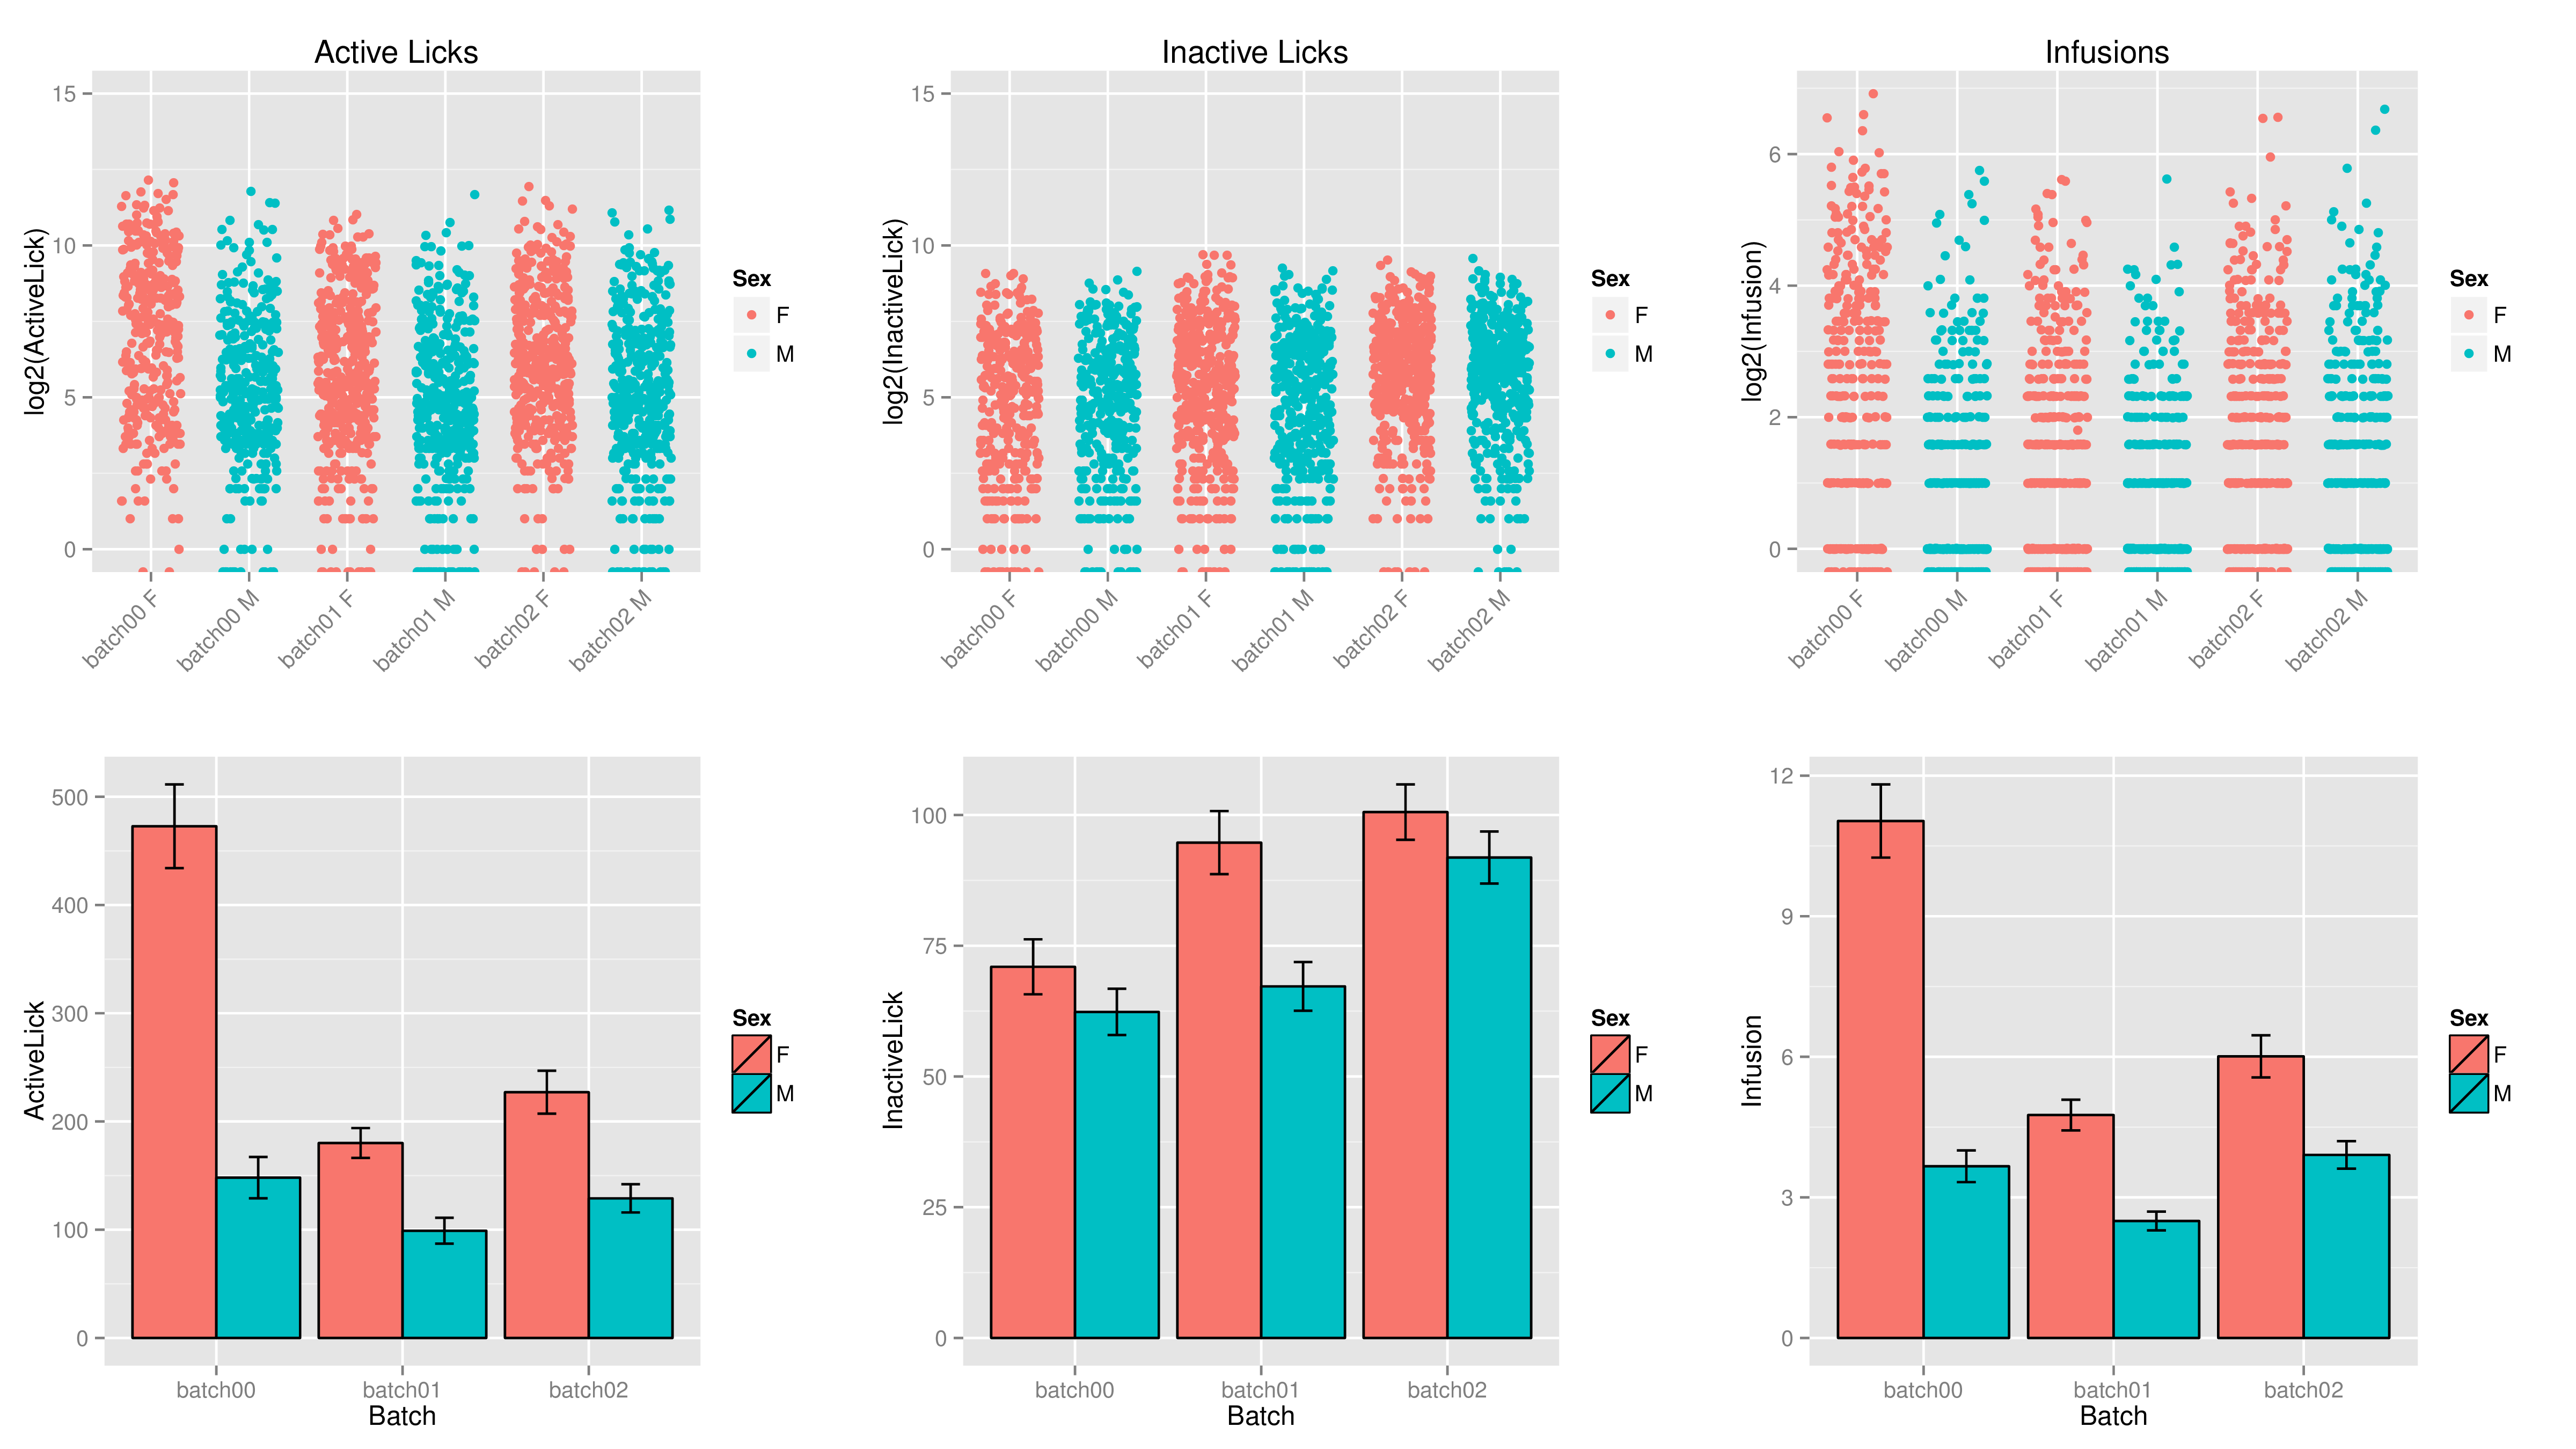 Active Licks
log2(ActiveLick)
15
10
5
0
batch00 F
batch00 M
batch01 F
batch01 M
batch02 F
batch02 M
Sex
F
M
Inactive Licks
log2(InactiveLick)
15
10
5
0
batch00 F
batch00 M
batch01 F
batch01 M
batch02 F
batch02 M
Sex
F
M
Infusions
log2(Infusion)
6
4
2
0
batch00 F
batch00 M
batch01 F
batch01 M
batch02 F
batch02 M
Sex
F
M
ActiveLick
500
400
300
200
100
0
batch00
batch01
batch02
Batch
Sex
F
M
InactiveLick
100
75
50
25
0
batch00
batch01
batch02
Batch
Sex
F
M
Infusion
12
9
6
3
0
batch00
batch01
batch02
Batch
Sex
F
M